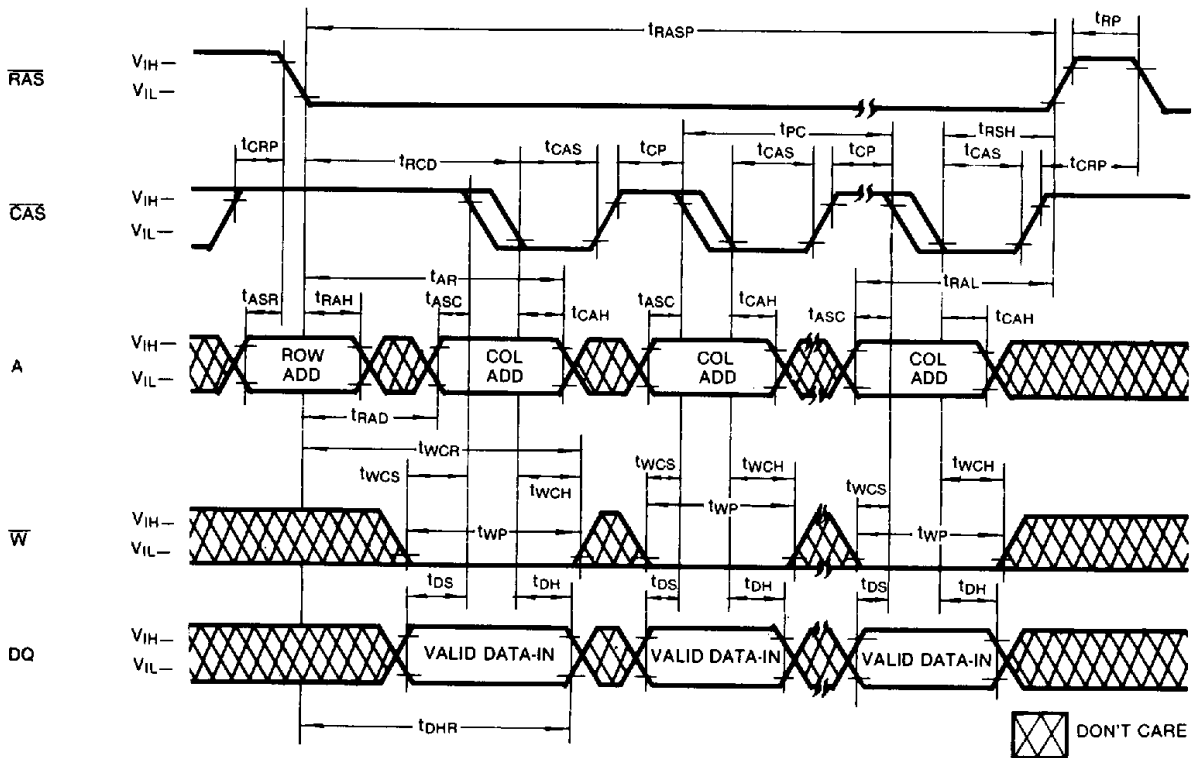 tRASP
tRP
RAS
VIH
VIL
tCRP
tRCD
tCAS
tCP
tPC
tCAS
tCP
tRSH
tCAS
tCRP
CAS
VIH
VIL
tAR
tRAL
tASR
tRAH
tASC
tCAH
tASC
tCAH
tASC
tCAH
A
VIH
VIL
ROW
ADD
COL
ADD
COL
ADD
COL
ADD
tRAD
tWCR
tWCS
tWCH
tWCS
tWCH
tWCS
tWCH
W
VIH
VIL
tWP
tWP
tWP
tDS
tDH
tDS
tDH
tDS
tDH
DQ
VIH
VIL
VALID DATA-IN
VALID DATA-IN
VALID DATA-IN
tDHR
DON'T CARE